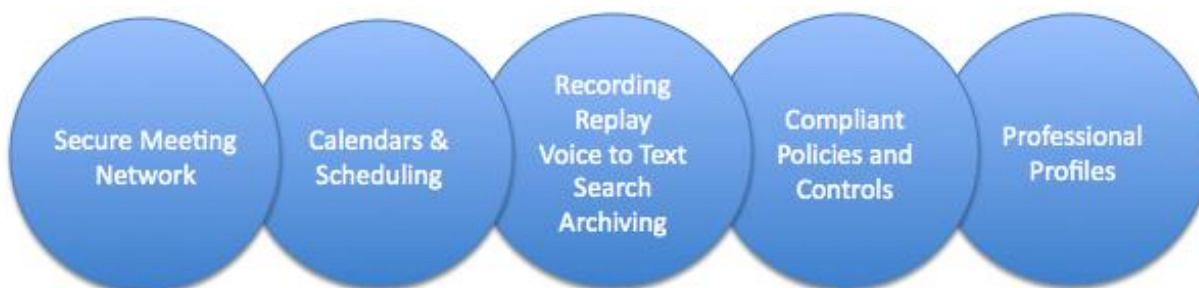 Secure Meeting
Network
Calendars &
Scheduling
Recording
Replay
Voice to Text
Search
Archiving
Compliant
Policies and
Controls
Professional
Profiles